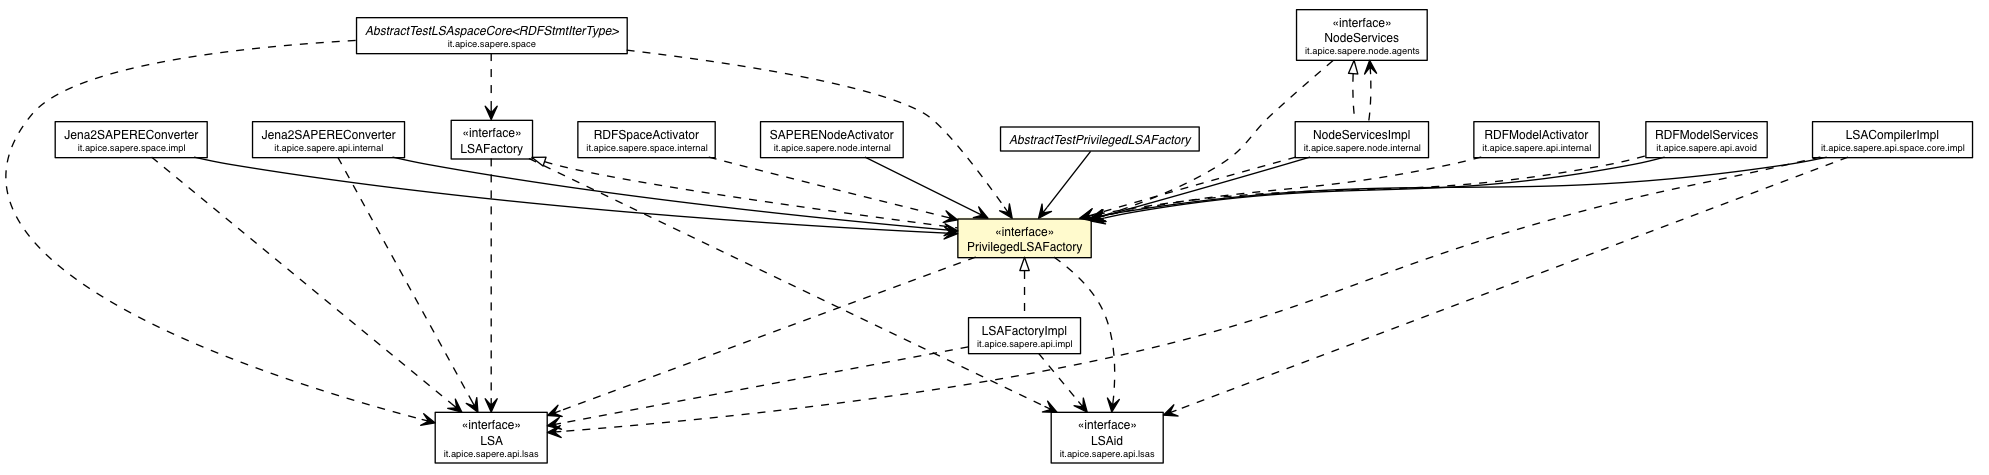 AbstractTestLSAspaceCore<RDFStmtIterType>
it.apice.sapere.space
«interface»
NodeServices
it.apice.sapere.node.agents
Jena2SAPEREConverter
it.apice.sapere.space.impl
Jena2SAPEREConverter
it.apice.sapere.api.internal
«interface»
LSAFactory
RDFSpaceActivator
it.apice.sapere.space.internal
SAPERENodeActivator
it.apice.sapere.node.internal
AbstractTestPrivilegedLSAFactory
NodeServicesImpl
it.apice.sapere.node.internal
RDFModelActivator
it.apice.sapere.api.internal
RDFModelServices
it.apice.sapere.api.avoid
LSACompilerImpl
it.apice.sapere.api.space.core.impl
«interface»
PrivilegedLSAFactory
LSAFactoryImpl
it.apice.sapere.api.impl
«interface»
LSA
it.apice.sapere.api.lsas
«interface»
LSAid
it.apice.sapere.api.lsas